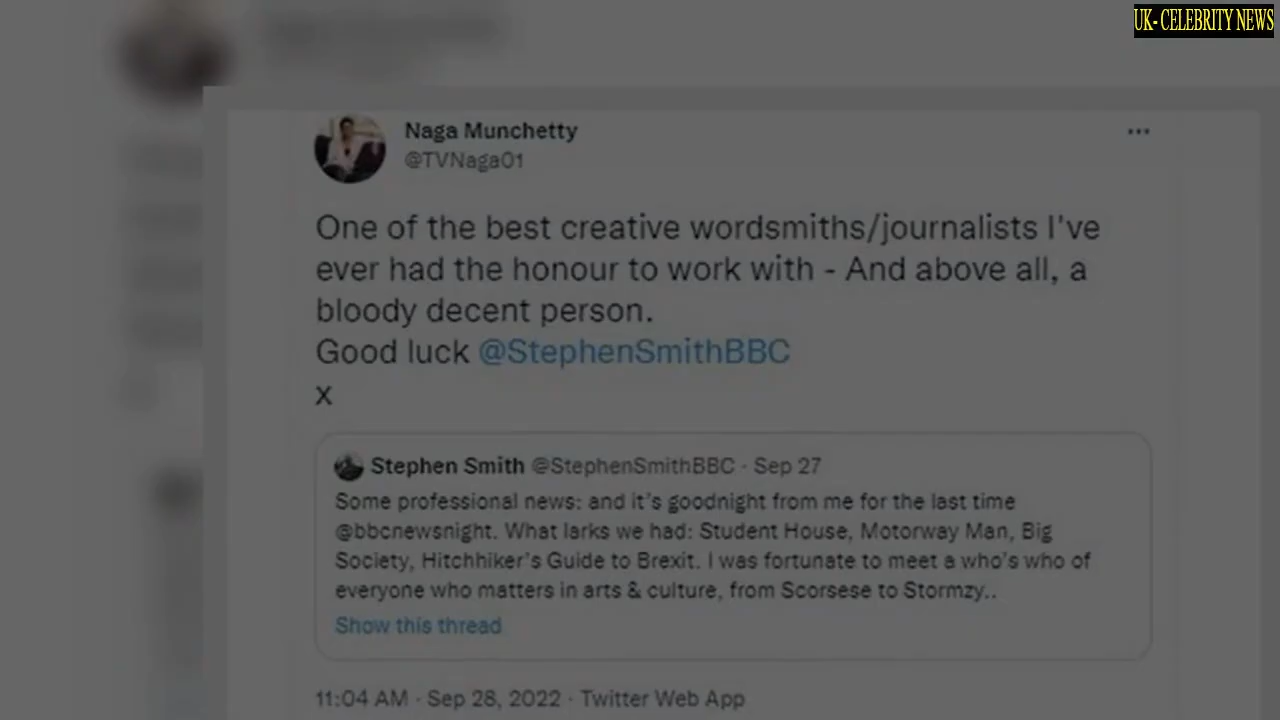 UK- CELEBRITY NEWS
Naga Munchetty
@TVNaga01
One of the best creative wordsmiths/journalists I've
ever had the honour to work with - And above all, a
bloody decent person.
Good luck @StephenSmithBBC
x
Stephen Smith @StephenSmithBBC · Sep 27
Some professional news: and it's goodnight from me for the last time
@bbcnewsnight. What larks we had: Student House, Motorway Man, Big
Society, Hitchhiker's Guide to Brexit. I was fortunate to meet a who's who of
everyone who matters in arts & culture, from Scorsese to Stormzy..
Show this thread
11:04 AM · Sep 28, 2022 · Twitter Web App